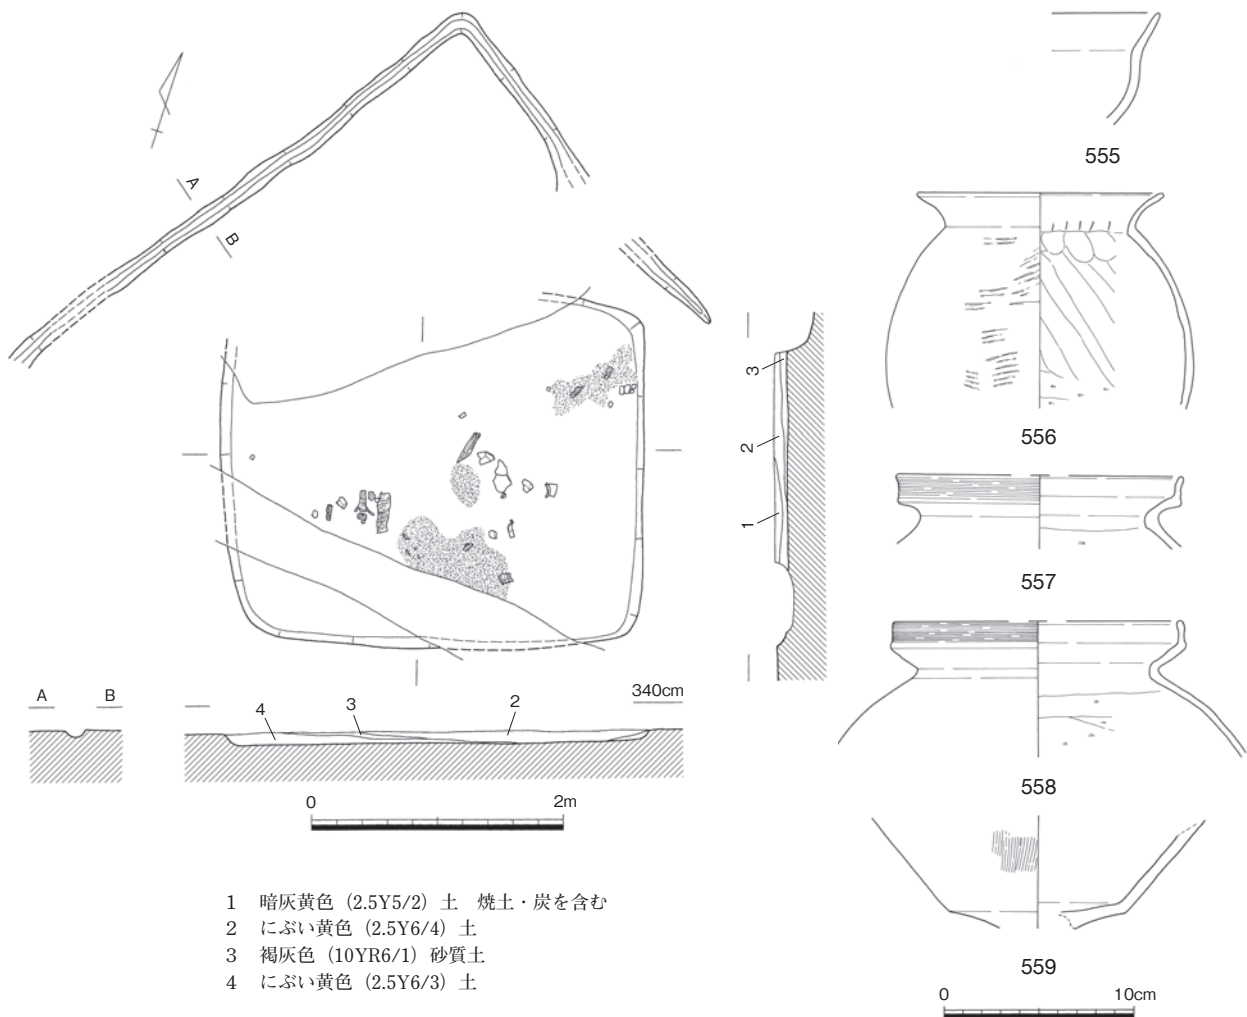 A
B
3
2
1
A
B
4
3
2
340cm
0 2m
1 暗灰黄色（2.5Y5/2）土 焼土・炭を含む
2 にぶい黄色（2.5Y6/4）土
3 褐灰色（10YR6/1）砂質土
4 にぶい黄色（2.5Y6/3）土
555
556
557
558
559
0 10cm